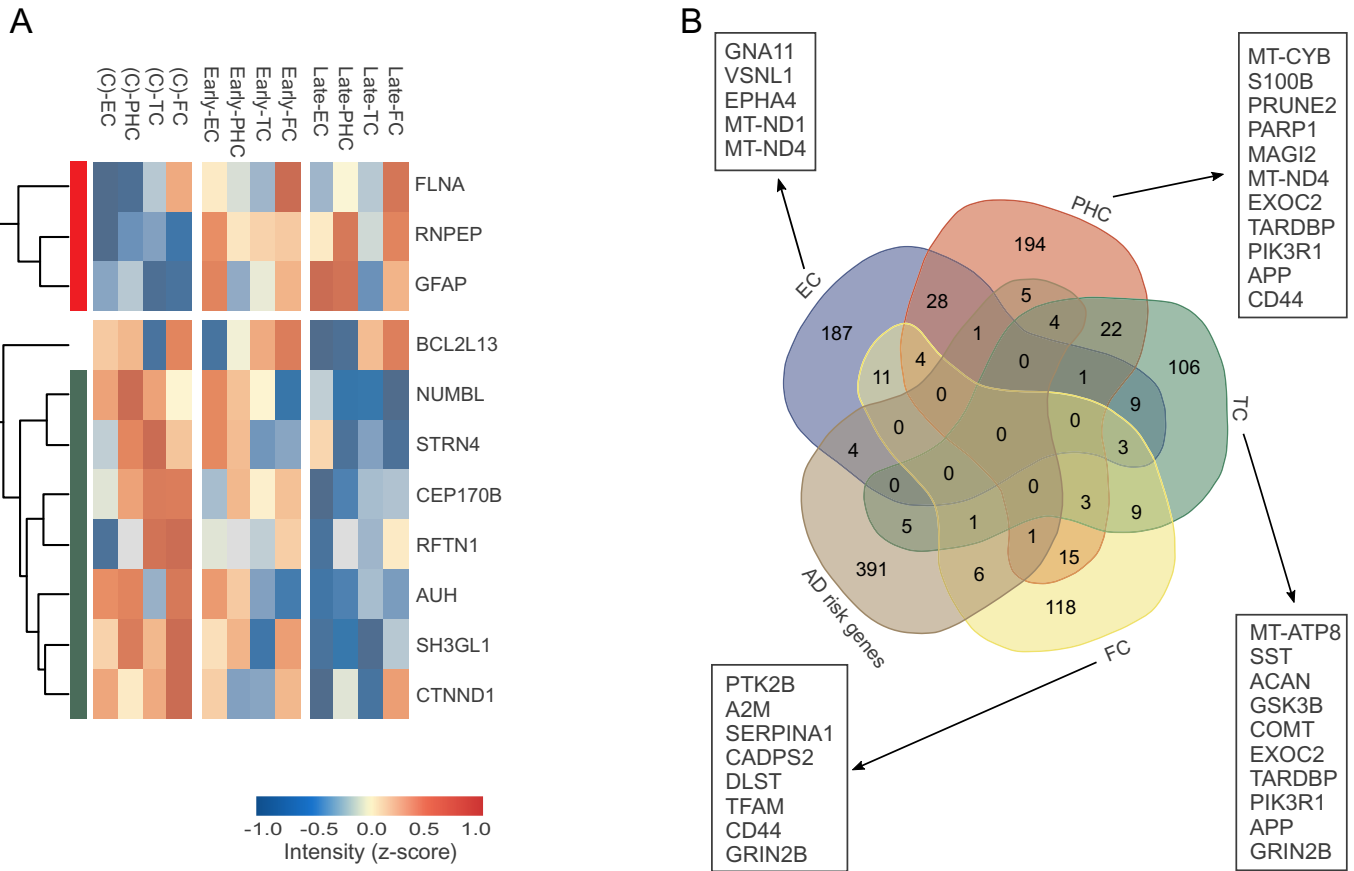 A
(C)-EC
(C)-PHC
(C)-TC
(C)-FC
Early-EC
Early-PHC
Early-TC
Early-FC
Late-EC
Late-PHC
Late-TC
Late-FC
FLNA
RNPEP
GFAP
BCL2L13
NUMBL
STRN4
CEP170B
RFTN1
AUH
SH3GL1
CTNND1
-1.0 -0.5 0.0 0.5 1.0
Intensity (z-score)
B
GNA11
VSNL1
EPHA4
MT-ND1
MT-ND4
MT-CYB
S100B
PRUNE2
PARP1
MAGI2
MT-ND4
EXOC2
TARDBP
PIK3R1
APP
CD44
EC
PHC
TC
FC
AD risk genes
194
28
5
187
1
4
22
4
0
106
11
1
0
9
0
0
0
3
4
0
0
0
3
9
5
1
1
15
391
6
118
PTK2B
A2M
SERPINA1
CADPS2
DLST
TFAM
CD44
GRIN2B
MT-ATP8
SST
ACAN
GSK3B
COMT
EXOC2
TARDBP
PIK3R1
APP
GRIN2B